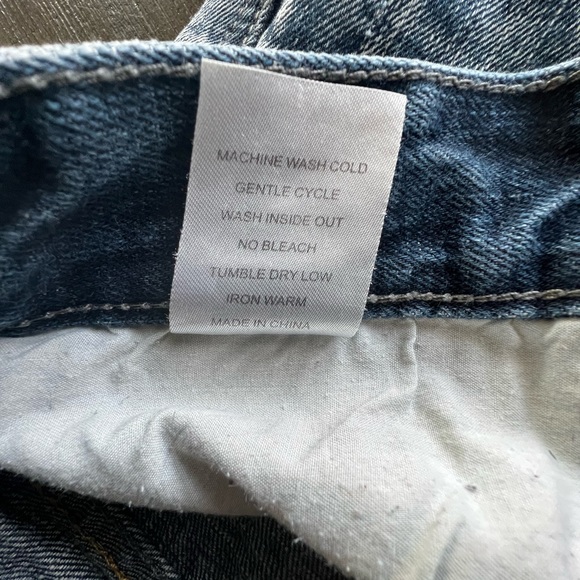 MACHINE WASH COLD
GENTLE CYCLE
WASH INSIDE OUT
NO BLEACH
TUMBLE DRY LOW
IRON WARM
MADE IN CHINA